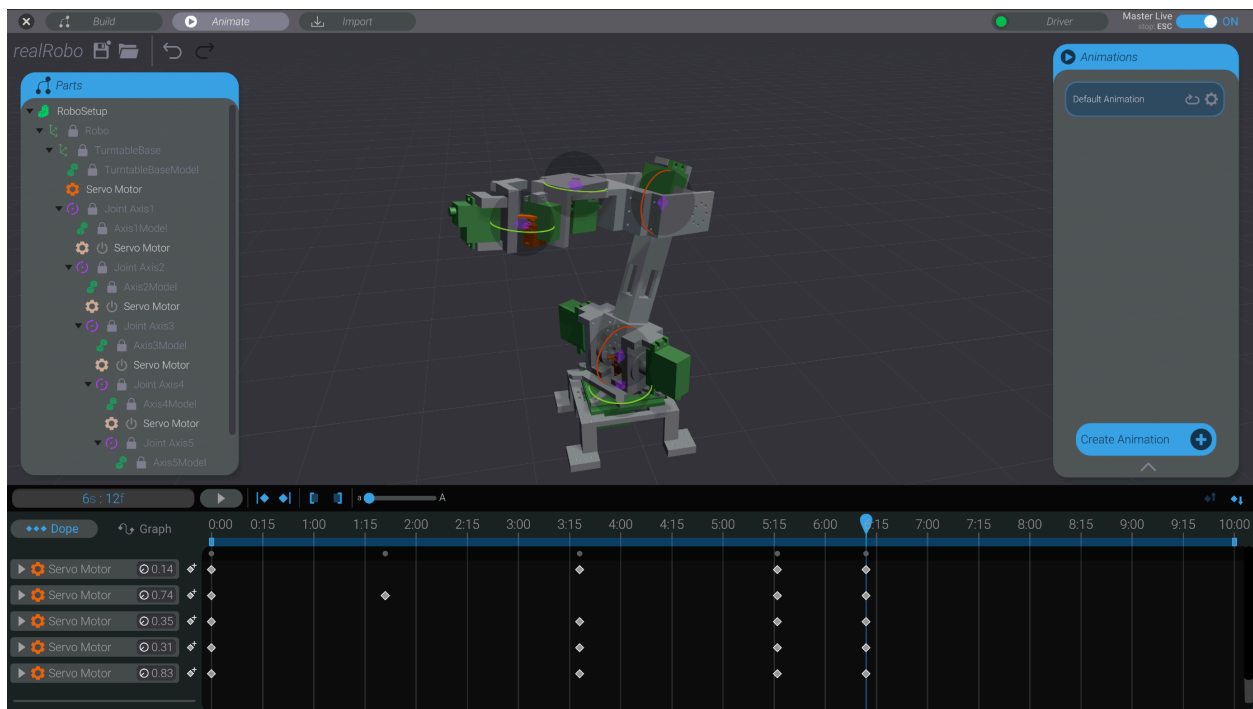 Build Animate Import Driver Master Live
stop: ESC ON
realRobo
Parts
RoboSetup
Robo
TurntableBase
TurntableBaseModel
Servo Motor
Joint Axis1
Axis1Model
Servo Motor
Joint Axis2
Axis2Model
Servo Motor
Joint Axis3
Axis3Model
Servo Motor
Joint Axis4
Axis4Model
Servo Motor
Joint Axis5
Axis5Model
Animations
Default Animation
Create Animation
6s : 12f a A
Dope Graph 0:00 0:15 1:00 1:15 2:00 2:15 3:00 3:15 4:00 4:15 5:00 5:15 6:00 6:15 7:00 7:15 8:00 8:15 9:00 9:15 10:00
Servo Motor 0.14
Servo Motor 0.74
Servo Motor 0.35
Servo Motor 0.31
Servo Motor 0.83